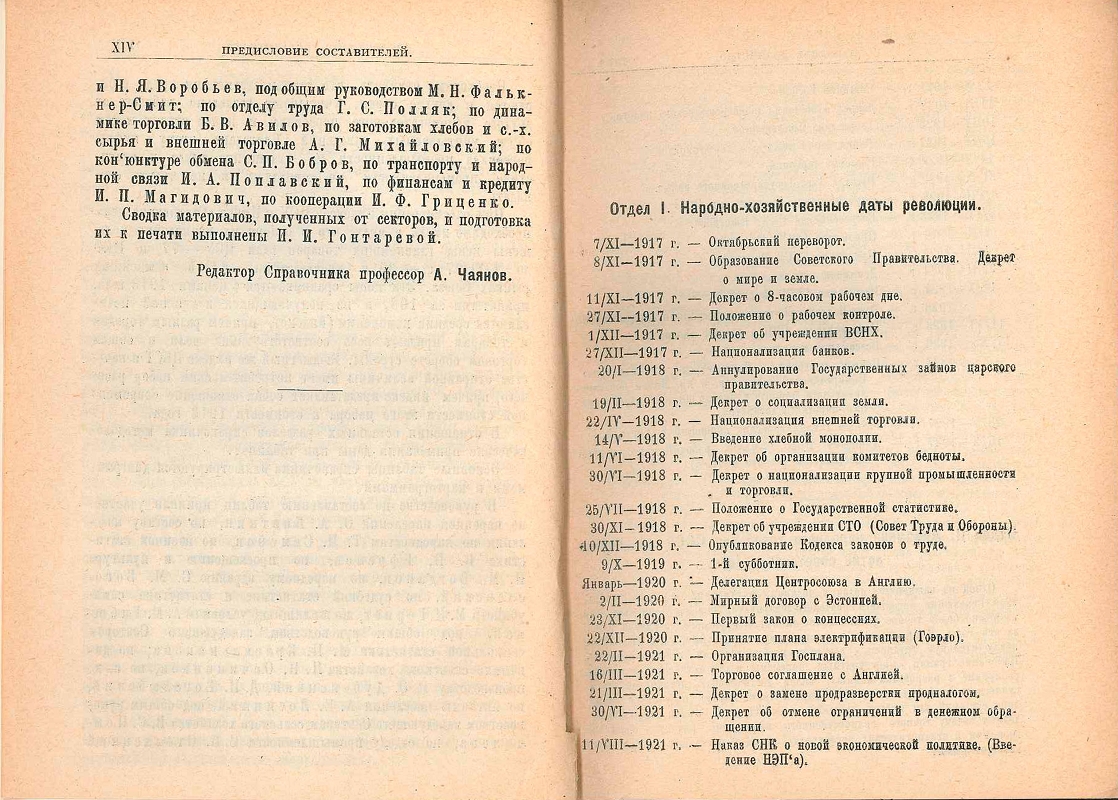 XIV
ПРЕДИСЛОВИЕ СОСТАВИТЕЛЕЙ.
и Н. Я. Воробьев, под общим руководством М. Н. Фальк-
нер-Смит; по отделу труда Г. С. Полляк; по дина-
мике торговли Б. В. Авилов, по заготовкам хлебов и с.-х.
сырья и внешней торговле А. Г. Михайловский; по
кон‘юнктуре обмена С. П. Бобров, по транспорту и народ-
ной связи И. А. Поплавский, по финансам и кредиту
И. П. Магидович, по кооперации И. Ф. Гриценко.
Сводка материалов, полученных от секторов, и подготовка
их к печати выполнены И. И. Гонтаревой.
Редактор Справочника профессор А. Чаянов.
Отдел I. Народно-хозяйственные даты революции.
7/XI—1917 г. — Октябрьский переворот.
8/XI—1917 г. — Образование Советского Правительства. Декрет
о мире и земле.
11/XI—1917 г. — Декрет о 8-часовом рабочем дне.
27/XI—1917 г. — Положение о рабочем контроле.
1/XII—1917 г. — Декрет об учреждении ВСНХ.
27/XII—1917 г. — Национализация банков.
20/I—1918 г. — Аннулирование Государственных займов царского
правительства.
19/II—1918 г. — Декрет о социализации земли.
22/IV—1918 г. — Национализация внешней торговли.
14/V—1918 г. — Введение хлебной монополии.
11/VI—1918 г. — Декрет об организации комитетов бедноты.
30/VI—1918 г. — Декрет о национализации крупной промышленности
и торговли.
25/VII—1918 г. — Положение о Государственной статистике.
30/XI—1918 г. — Декрет об учреждении СТО (Совет Труда и Обороны).
10/XII—1918 г. — Опубликование Кодекса законов о труде.
9/X—1919 г. — 1-й субботник.
Январь—1920 г. — Делегация Центросоюза в Англию.
2/II—1920 г. — Мирный договор с Эстонией.
23/XI—1920 г. — Первый закон о концессиях.
22/XII—1920 г. — Принятие плана электрификации (Гоэрло).
22/II—1921 г. — Организация Госплана.
16/III—1921 г. — Торговое соглашение с Англией.
21/III—1921 г. — Декрет о замене продразверстки продналогом.
30/VI—1921 г. — Декрет об отмене ограничений в денежном обра-
щении.
11/VIII—1921 г. — Наказ СНК о новой экономической политике. (Вве-
дение НЭП‘а).